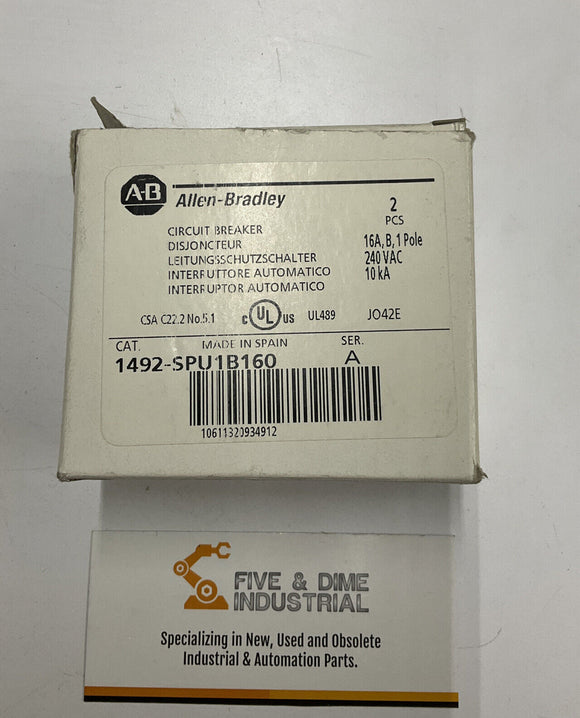 A-B Allen-Bradley
2
PCS
CIRCUIT BREAKER
DISJONCTEUR
LEITUNGSSCHUTZSCHALTER
INTERRUTTORE AUTOMATICO
INTERRUPTOR AUTOMATICO
16A, B, 1 Pole
240 VAC
10 kA
CSA C22.2 No.5.1 c UL us UL489 JO42E
CAT. MADE IN SPAIN SER.
1492-SPU1B160 A
10611320934912
FIVE & DIME
INDUSTRIAL
Specializing in New, Used and Obsolete
Industrial & Automation Parts.